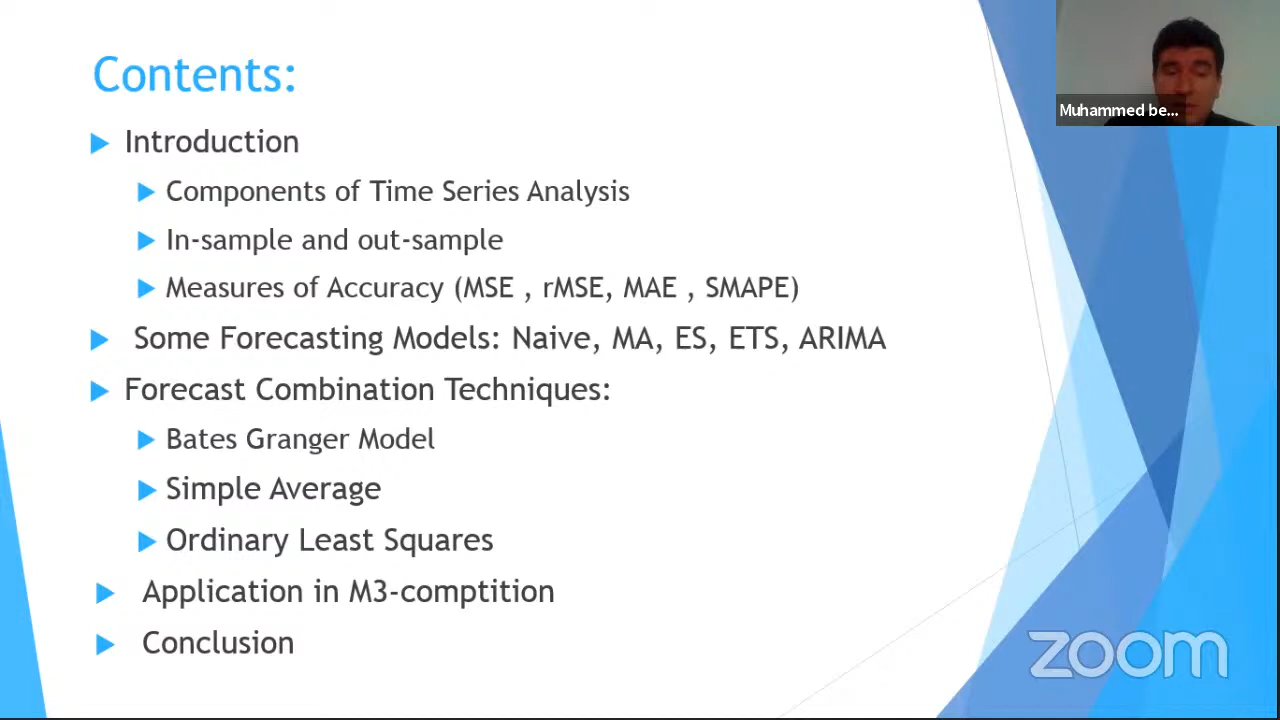 Contents:
Introduction
Components of Time Series Analysis
In-sample and out-sample
Measures of Accuracy (MSE , rMSE, MAE , SMAPE)
Some Forecasting Models: Naive, MA, ES, ETS, ARIMA
Forecast Combination Techniques:
Bates Granger Model
Simple Average
Ordinary Least Squares
Application in M3-comptition
Conclusion
Muhammed be...
zoom